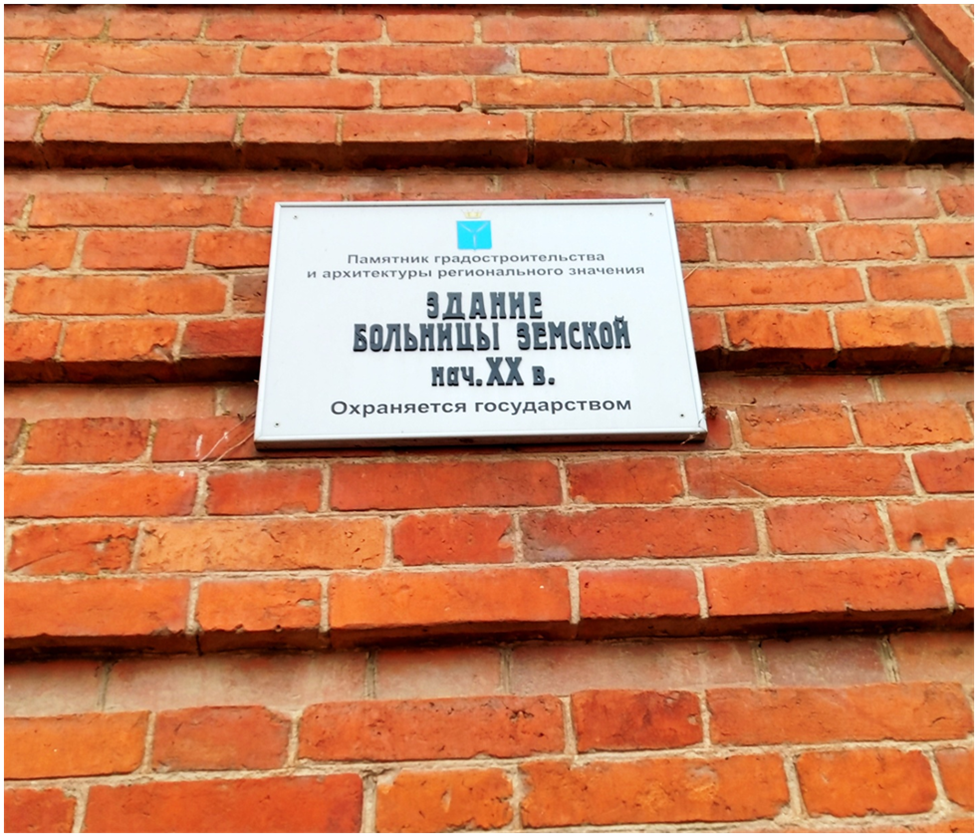 Памятник градостроительства
и архитектуры регионального значения
ЗДАНИЕ
БОЛЬНИЦЫ ЗЕМСКОЙ
нач. XX в.
Охраняется государством